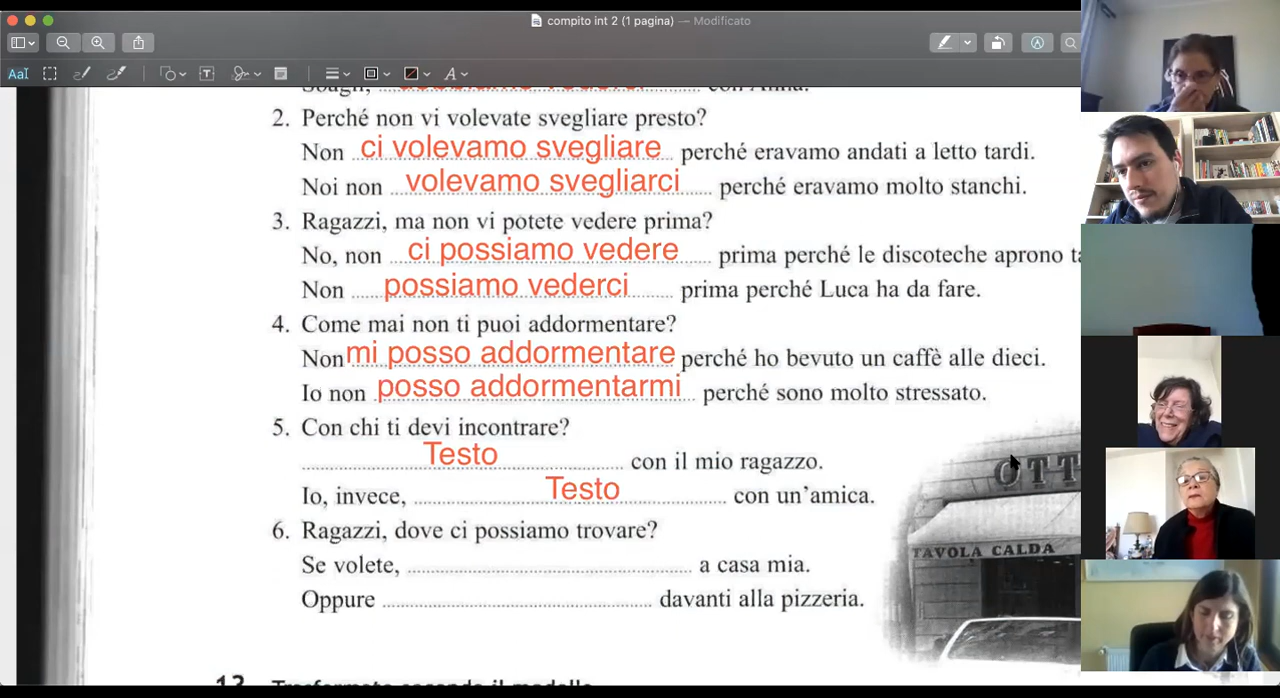 compito int 2 (1 pagina) — Modificato
AaI
T
A
2. Perché non vi volevate svegliare presto?
Non ci volevamo svegliare perché eravamo andati a letto tardi.
Noi non volevamo svegliarci perché eravamo molto stanchi.
3. Ragazzi, ma non vi potete vedere prima?
No, non ci possiamo vedere prima perché le discoteche aprono
Non possiamo vederci prima perché Luca ha da fare.
4. Come mai non ti puoi addormentare?
Non mi posso addormentare perché ho bevuto un caffè alle dieci.
Io non posso addormentarmi perché sono molto stressato.
5. Con chi ti devi incontrare?
Testo con il mio ragazzo.
Io, invece, Testo con un'amica.
OTT
6. Ragazzi, dove ci possiamo trovare?
TAVOLA CALDA
Se volete, a casa mia.
Oppure davanti alla pizzeria.